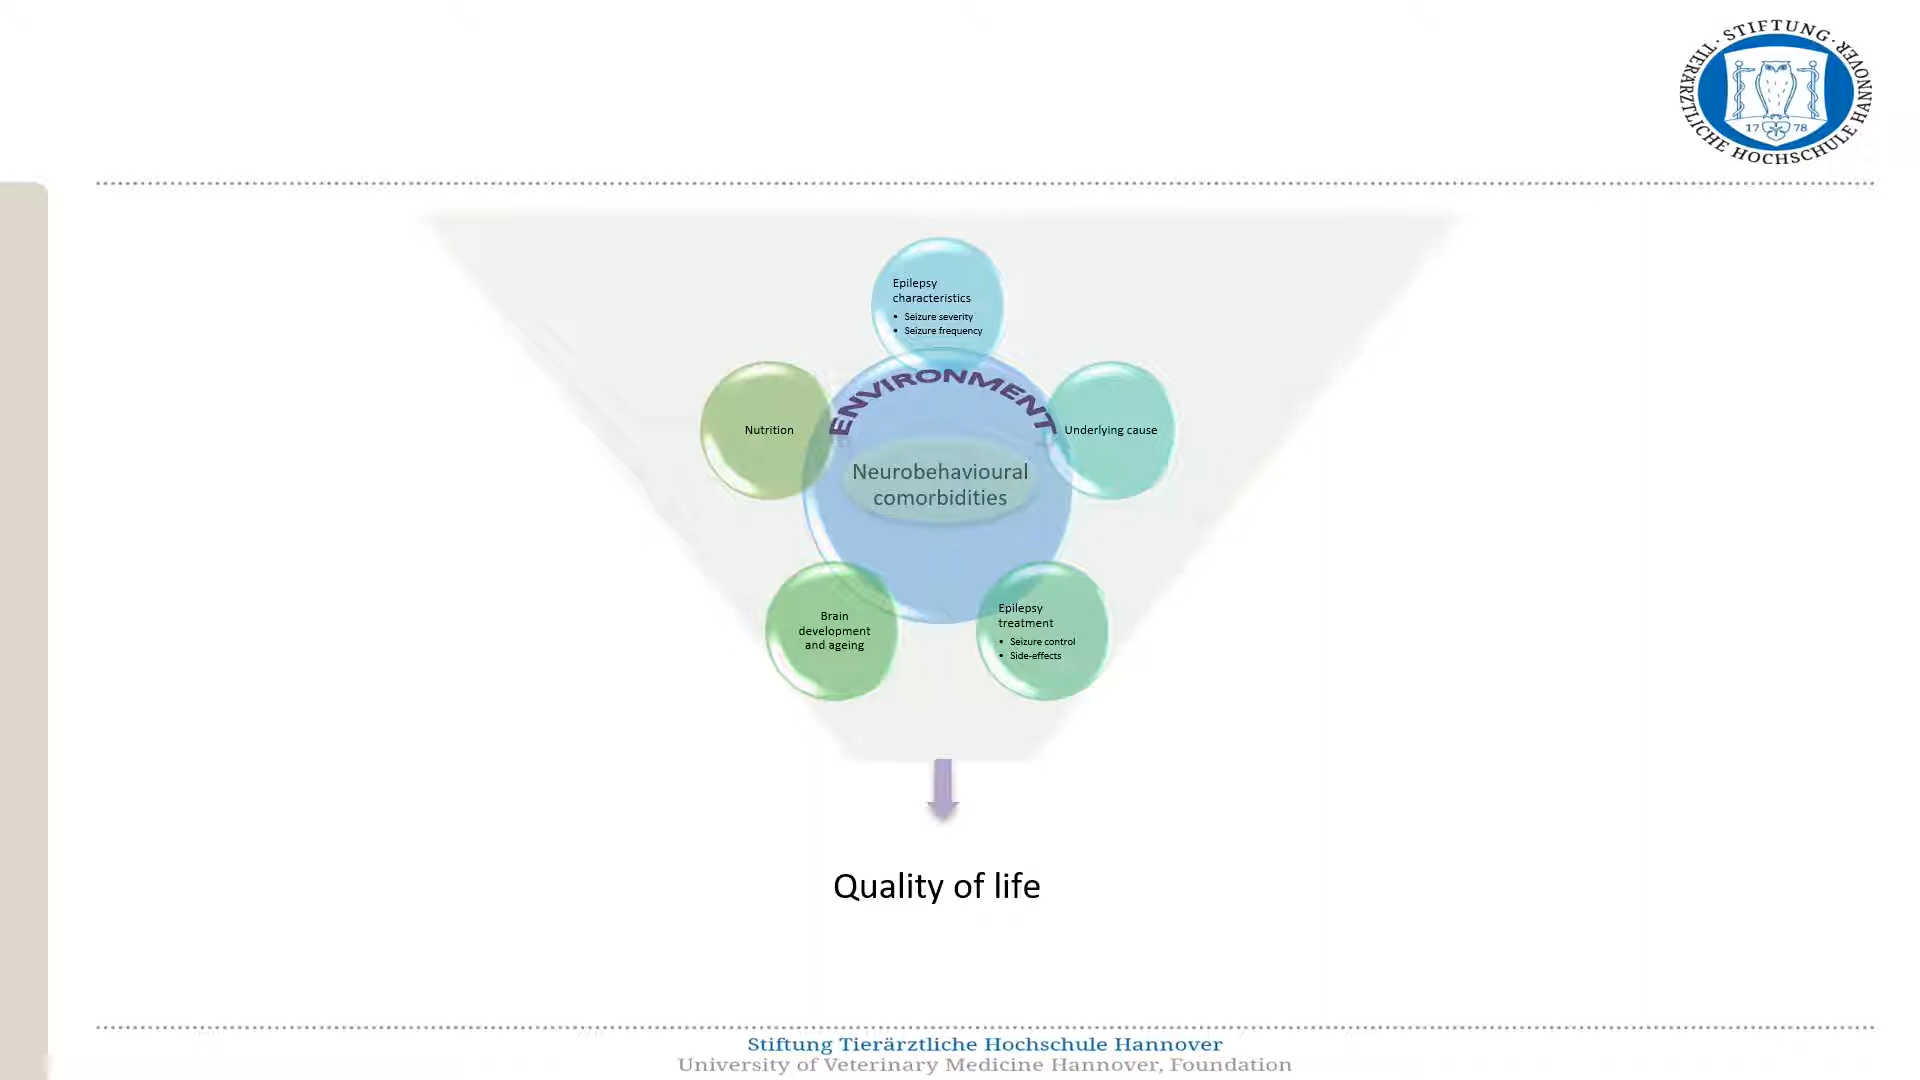 · STIFTUNG ·
TIERÄRZTLICHE HOCHSCHULE HANNOVER
17 78
Epilepsy
characteristics
• Seizure severity
• Seizure frequency
ENVIRONMENT
Nutrition
Underlying cause
Neurobehavioural
comorbidities
Brain
development
and ageing
Epilepsy
treatment
• Seizure control
• Side-effects
Quality of life
Stiftung Tierärztliche Hochschule Hannover
University of Veterinary Medicine Hannover, Foundation